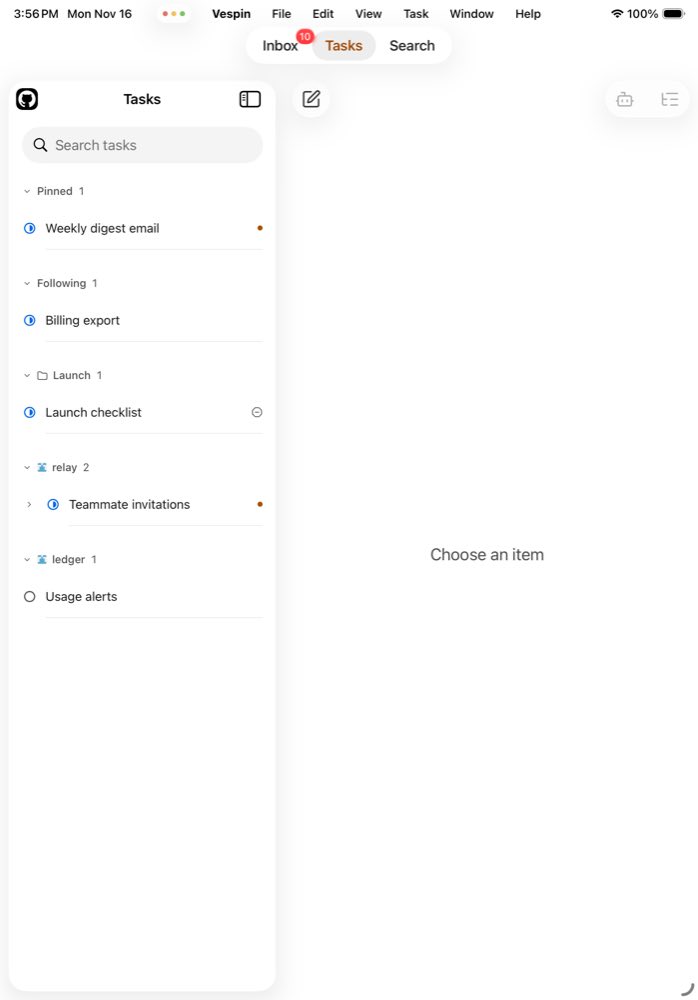 3:56 PM Mon Nov 16 Vespin File Edit View Task Window Help 100%
Inbox 10 Tasks Search
Tasks
Search tasks
Pinned 1
Weekly digest email
Following 1
Billing export
Launch 1
Launch checklist
relay 2
Teammate invitations
Choose an item
ledger 1
Usage alerts